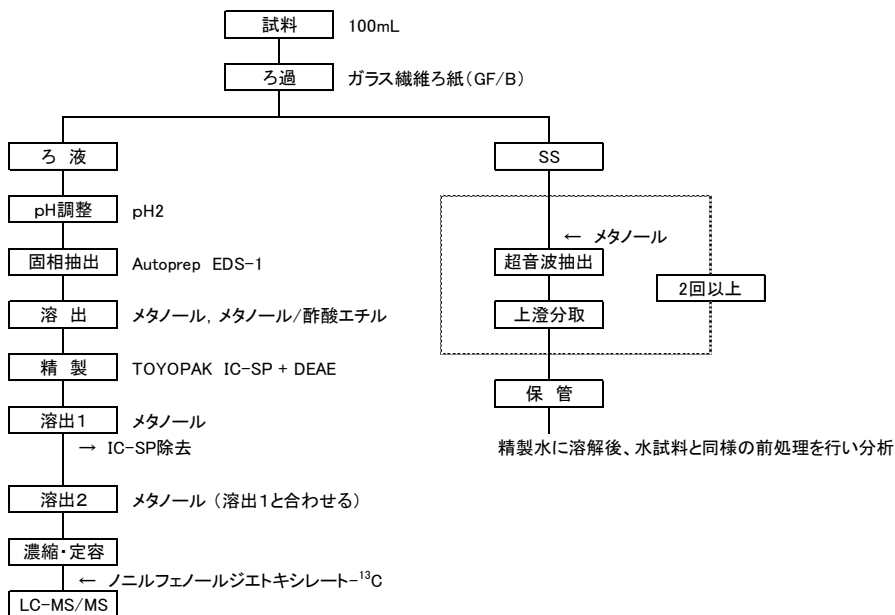 試料 100mL
ろ過 ガラス繊維ろ紙(GF/B)
ろ 液
pH調整 pH2
固相抽出 Autoprep EDS-1
溶 出 メタノール, メタノール/酢酸エチル
精 製 TOYOPAK IC-SP + DEAE
溶出1 メタノール
→ IC-SP除去
溶出2 メタノール (溶出1と合わせる)
濃縮・定容
← ノニルフェノールジエトキシレート-¹³C
LC-MS/MS
SS
← メタノール
超音波抽出
2回以上
上澄分取
保 管
精製水に溶解後、水試料と同様の前処理を行い分析